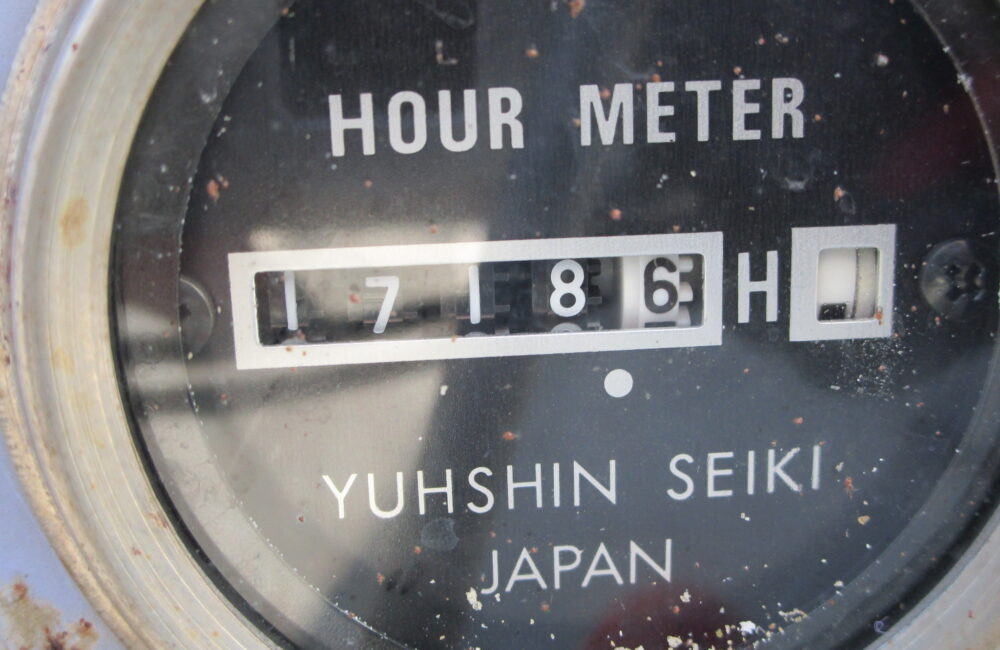 HOUR METER
17186 H
YUHSHIN SEIKI
JAPAN